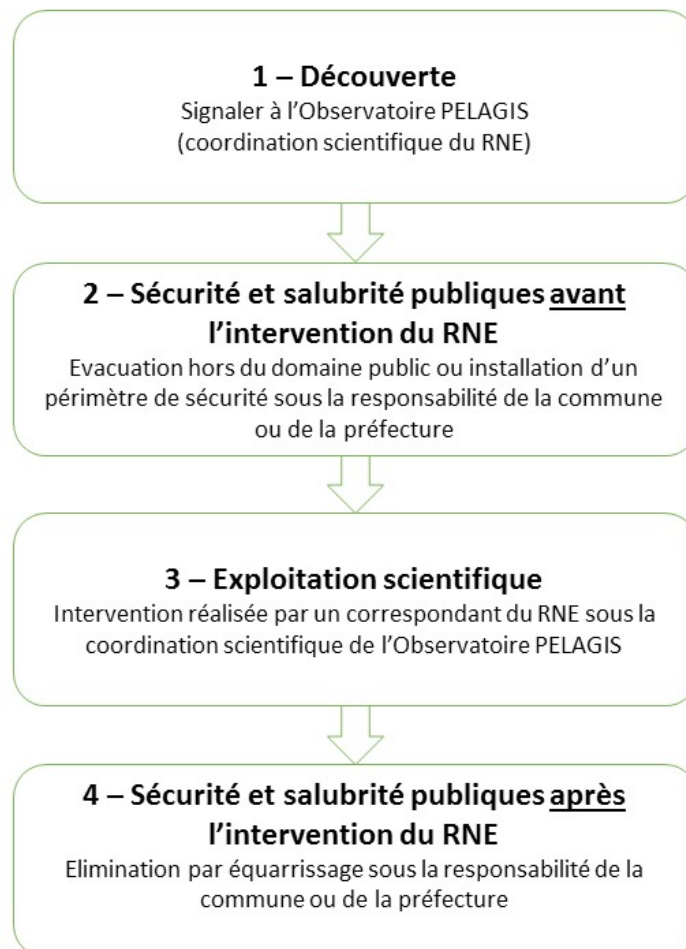 1 – Découverte
Signaler à l’Observatoire PELAGIS
(coordination scientifique du RNE)
2 – Sécurité et salubrité publiques avant
l’intervention du RNE
Evacuation hors du domaine public ou installation d’un
périmètre de sécurité sous la responsabilité de la commune
ou de la préfecture
3 – Exploitation scientifique
Intervention réalisée par un correspondant du RNE sous la
coordination scientifique de l’Observatoire PELAGIS
4 – Sécurité et salubrité publiques après
l’intervention du RNE
Elimination par équarrissage sous la responsabilité de la
commune ou de la préfecture